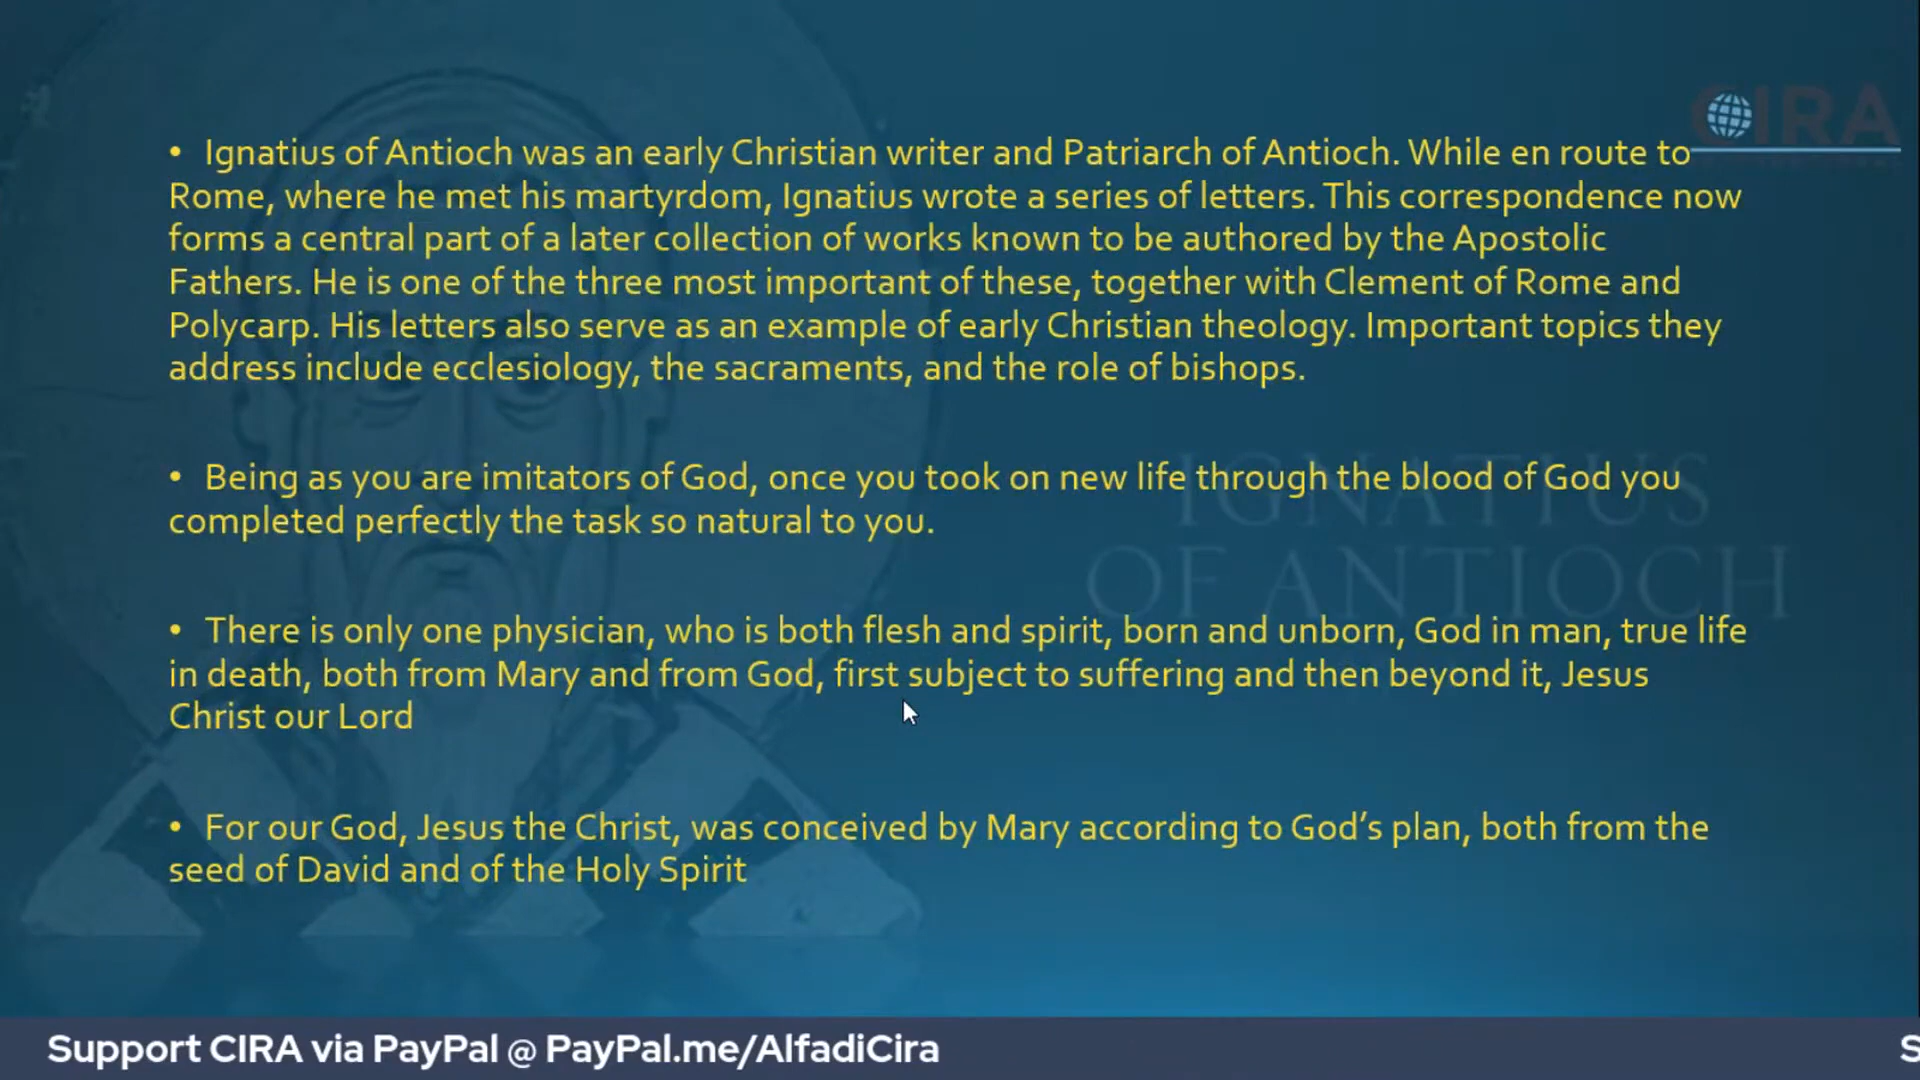 CIRA
• Ignatius of Antioch was an early Christian writer and Patriarch of Antioch. While en route to
Rome, where he met his martyrdom, Ignatius wrote a series of letters. This correspondence now
forms a central part of a later collection of works known to be authored by the Apostolic
Fathers. He is one of the three most important of these, together with Clement of Rome and
Polycarp. His letters also serve as an example of early Christian theology. Important topics they
address include ecclesiology, the sacraments, and the role of bishops.
• Being as you are imitators of God, once you took on new life through the blood of God you
completed perfectly the task so natural to you.
IGNATIUS
OF ANTIOCH
• There is only one physician, who is both flesh and spirit, born and unborn, God in man, true life
in death, both from Mary and from God, first subject to suffering and then beyond it, Jesus
Christ our Lord
• For our God, Jesus the Christ, was conceived by Mary according to God’s plan, both from the
seed of David and of the Holy Spirit
Support CIRA via PayPal @ PayPal.me/AlfadiCira S